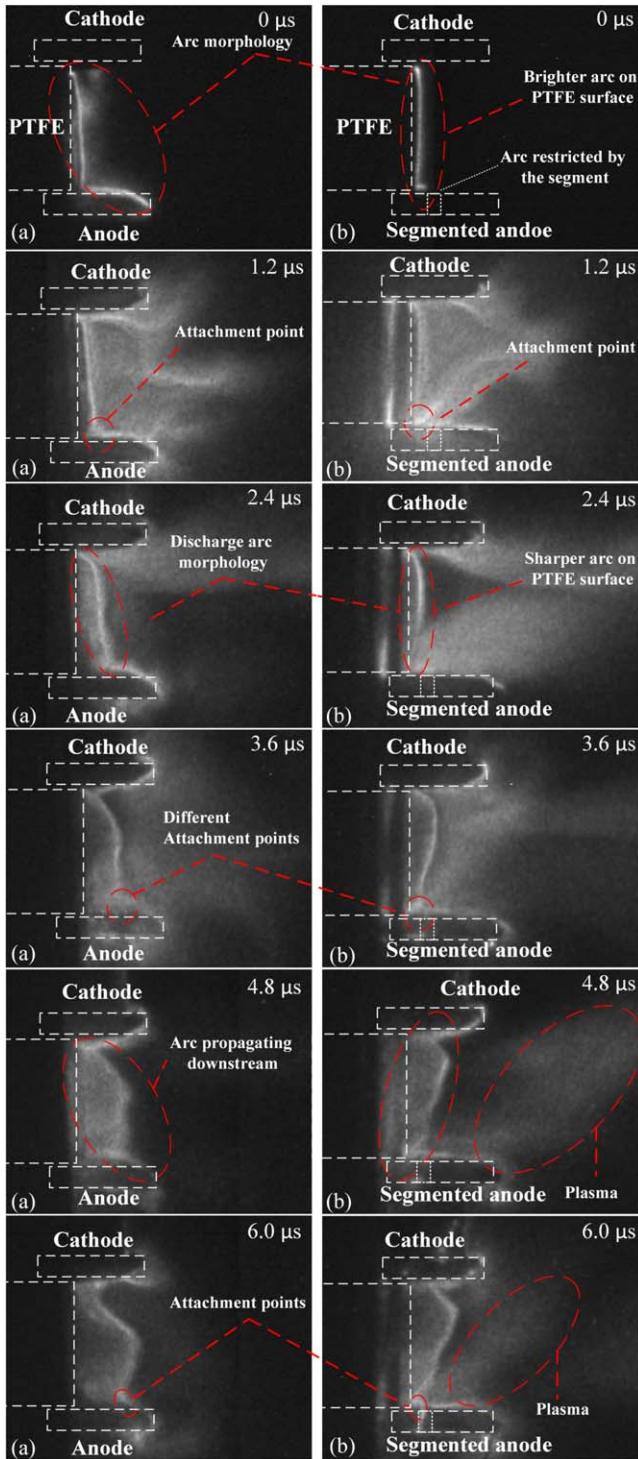 Cathode
0 μs
Arc morphology
PTFE
(a)
Anode
Cathode
0 μs
Brighter arc on
PTFE surface
PTFE
Arc restricted by
the segment
(b)
Segmented andoe
Cathode
1.2 μs
Attachment point
(a)
Anode
Cathode
1.2 μs
Attachment point
(b)
Segmented anode
Cathode
2.4 μs
Discharge arc
morphology
(a)
Anode
Cathode
2.4 μs
Sharper arc on
PTFE surface
(b)
Segmented anode
Cathode
3.6 μs
Different
Attachment points
(a)
Anode
Cathode
3.6 μs
(b)
Segmented anode
Cathode
4.8 μs
Arc propagating
downstream
(a)
Anode
Cathode
4.8 μs
(b)
Segmented anode
Plasma
Cathode
6.0 μs
Attachment points
(a)
Anode
Cathode
6.0 μs
Plasma
(b)
Segmented anode